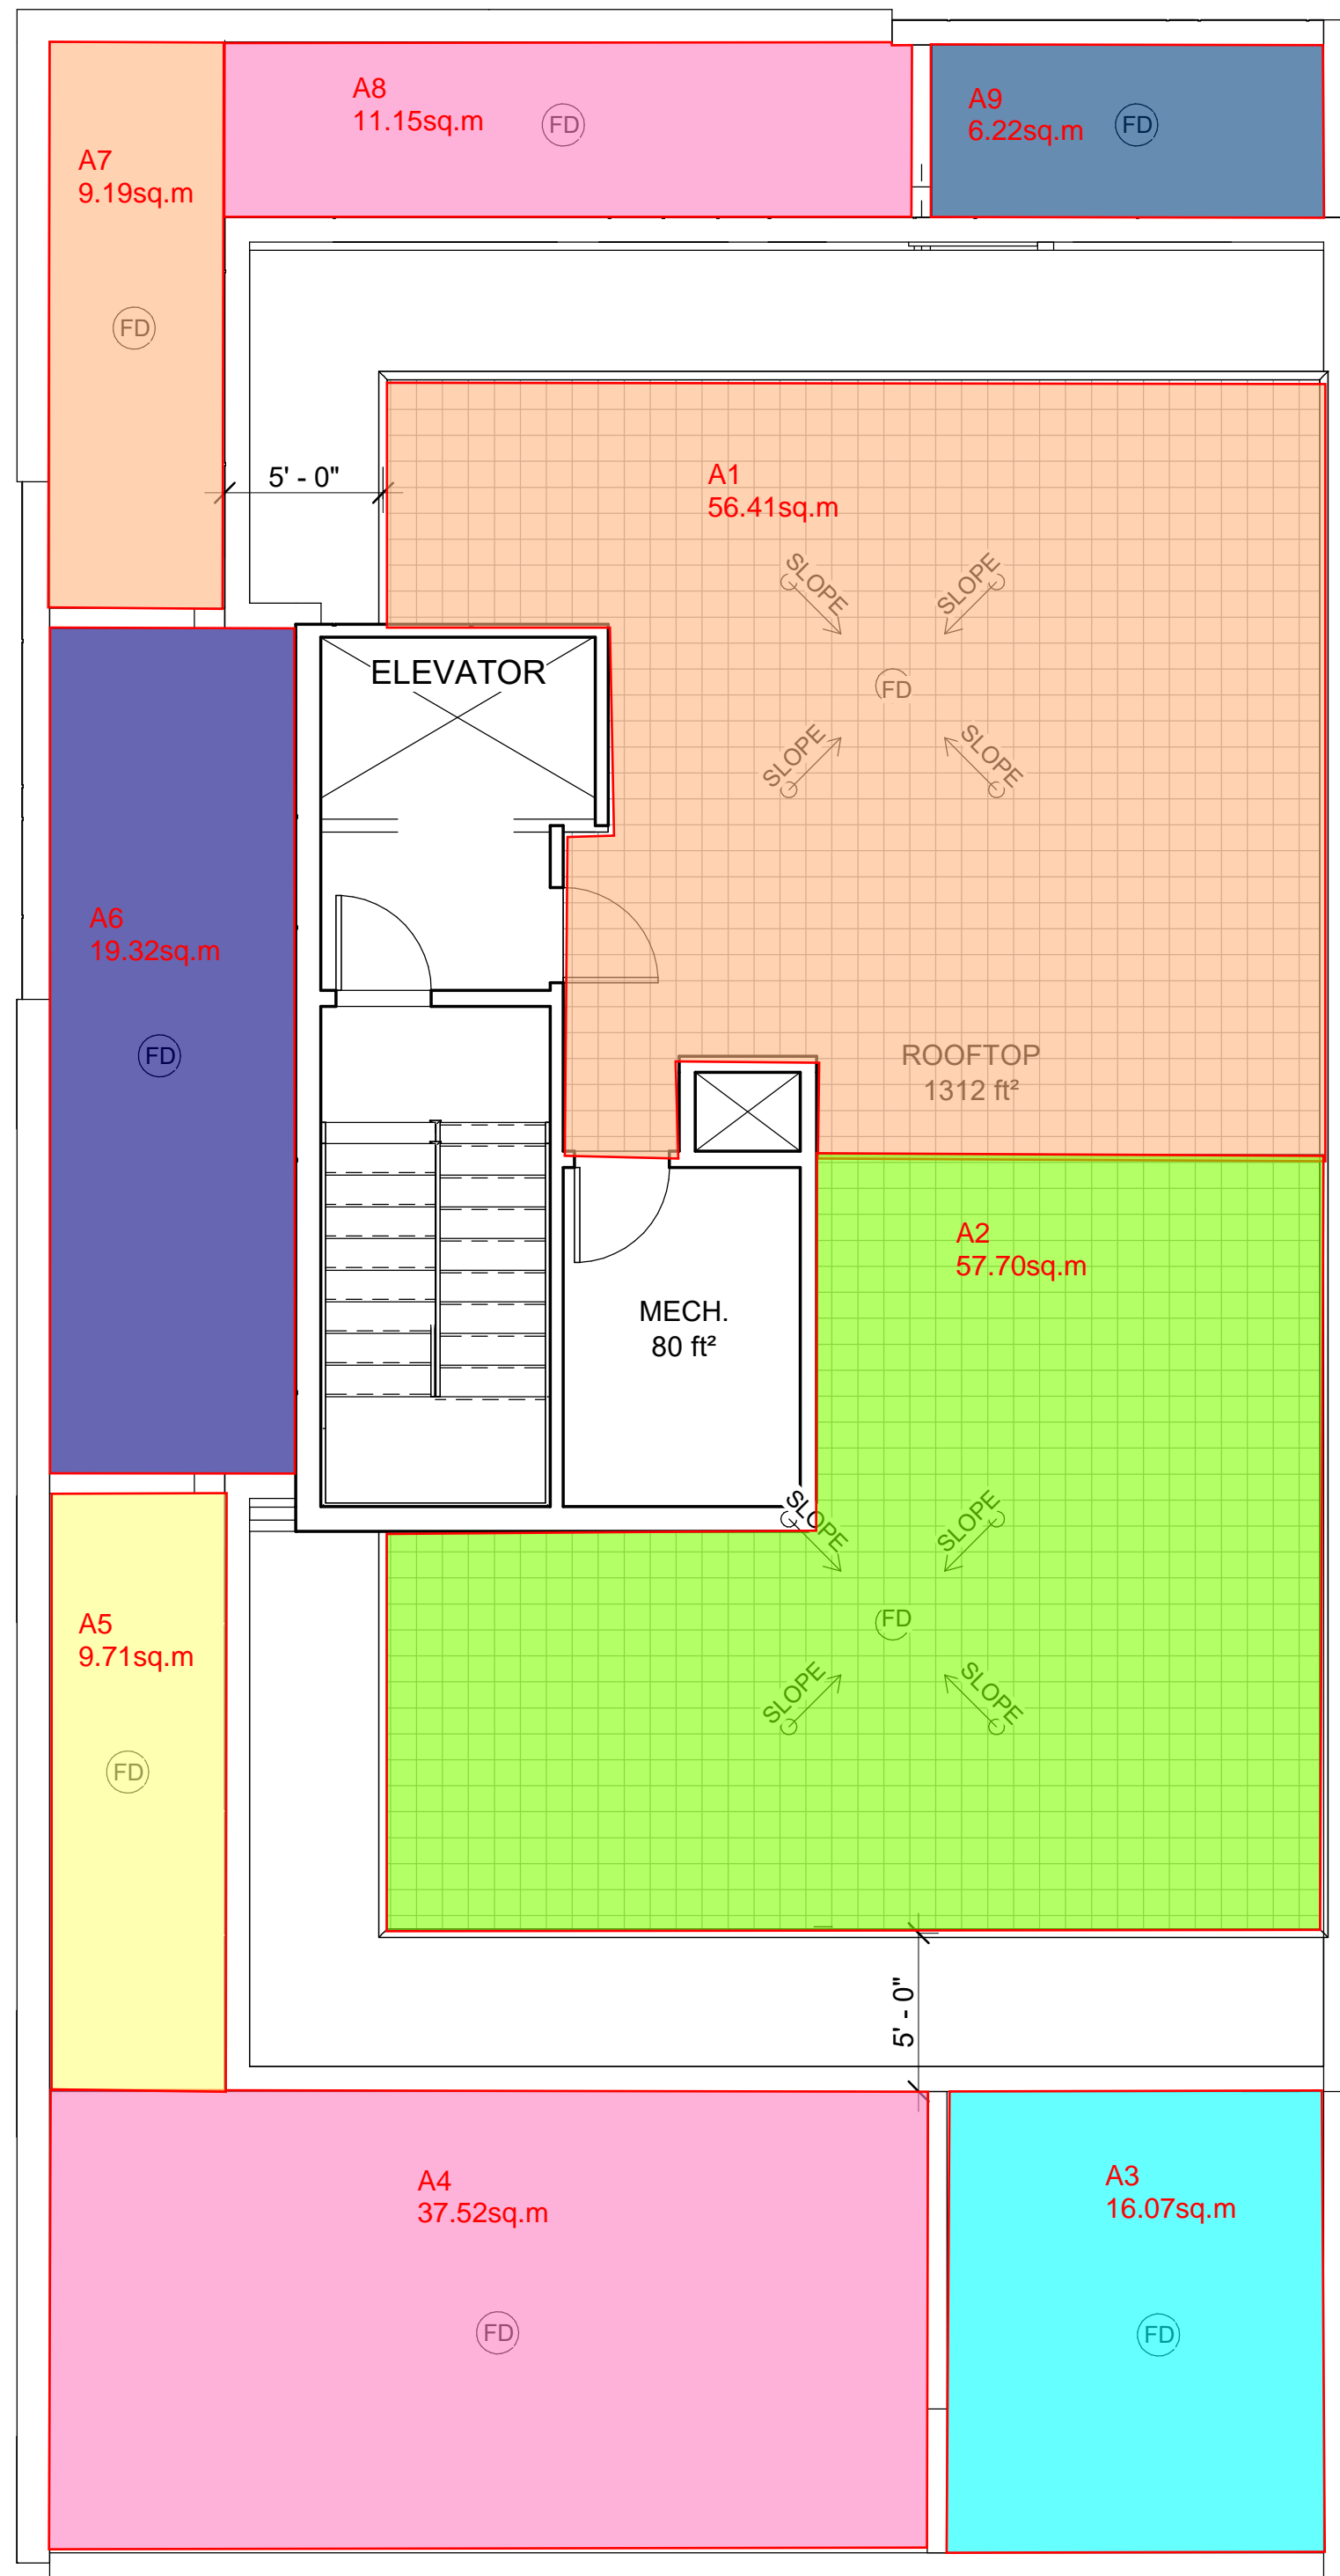 A8
11.15sq.m
FD
A9
6.22sq.m
FD
A7
9.19sq.m
FD
5' - 0"
A1
56.41sq.m
SLOPE
SLOPE
FD
SLOPE
SLOPE
ELEVATOR
A6
19.32sq.m
FD
ROOFTOP
1312 ft²
A2
57.70sq.m
MECH.
80 ft²
SLOPE
SLOPE
FD
SLOPE
SLOPE
A5
9.71sq.m
FD
5' - 0"
A4
37.52sq.m
FD
A3
16.07sq.m
FD